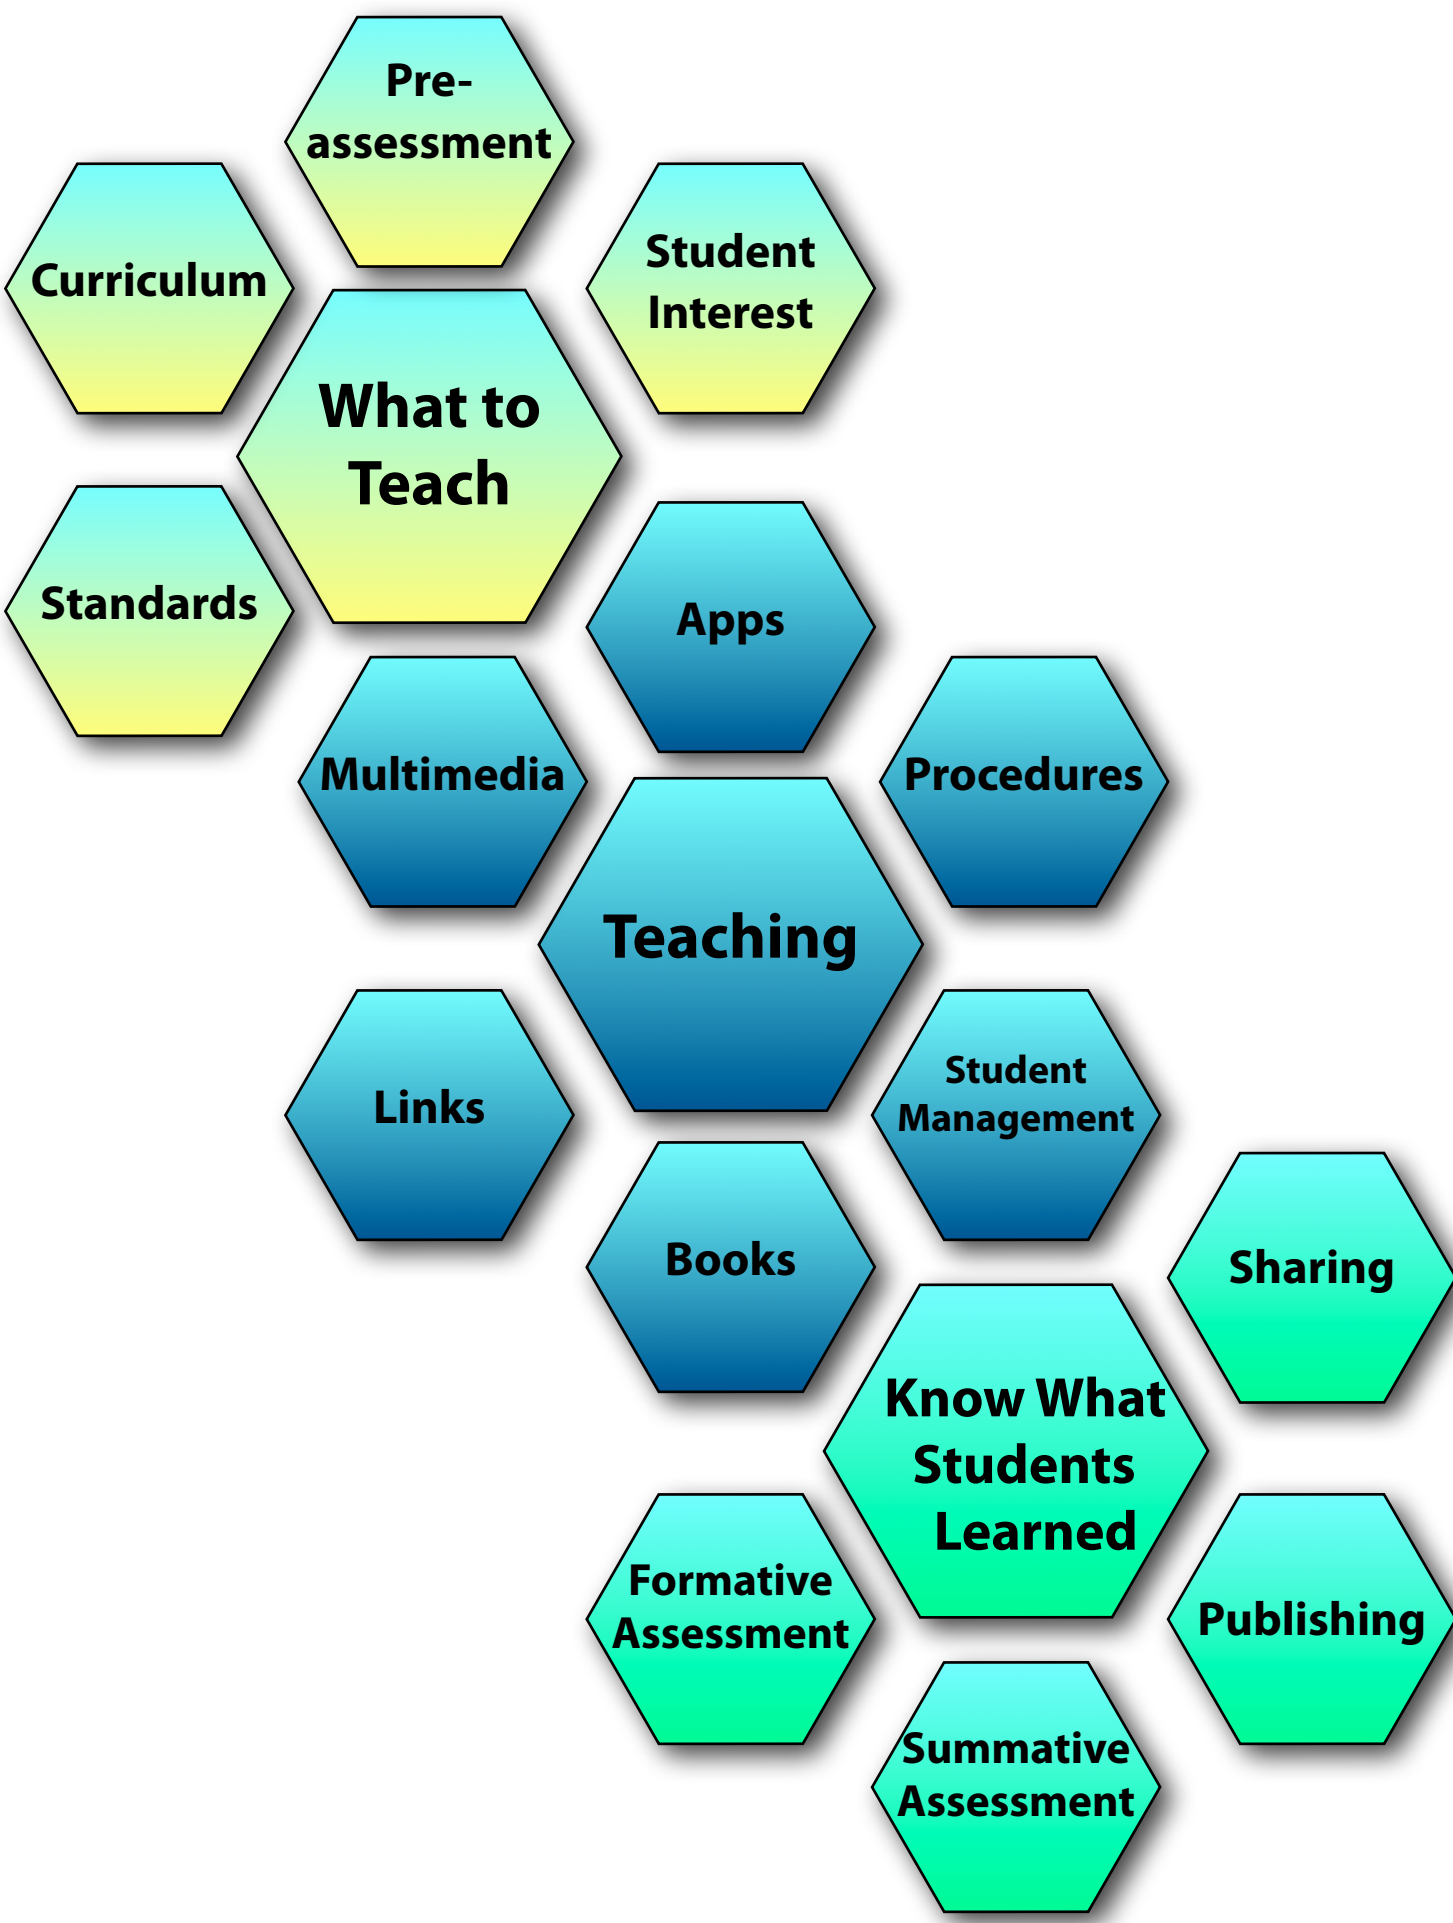 Pre-
assessment
Curriculum
Student
Interest
What to
Teach
Standards
Apps
Multimedia
Procedures
Teaching
Links
Student
Management
Books
Sharing
Know What
Students
Learned
Formative
Assessment
Publishing
Summative
Assessment